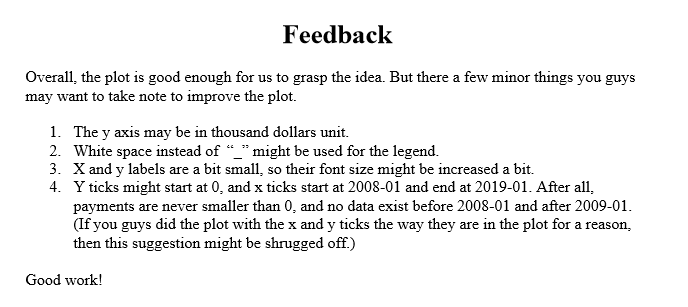 Feedback
Overall, the plot is good enough for us to grasp the idea. But there a few minor things you guys
may want to take note to improve the plot.
1. The y axis may be in thousand dollars unit.
2. White space instead of “_” might be used for the legend.
3. X and y labels are a bit small, so their font size might be increased a bit.
4. Y ticks might start at 0, and x ticks start at 2008-01 and end at 2019-01. After all,
payments are never smaller than 0, and no data exist before 2008-01 and after 2009-01.
(If you guys did the plot with the x and y ticks the way they are in the plot for a reason,
then this suggestion might be shrugged off.)
Good work!